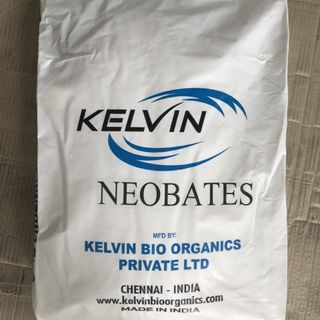 KELVIN
NEOBATES
MFD BY:
KELVIN BIO ORGANICS
PRIVATE LTD
CHENNAI - INDIA
www.kelvinbioorganics.com
MADE IN INDIA